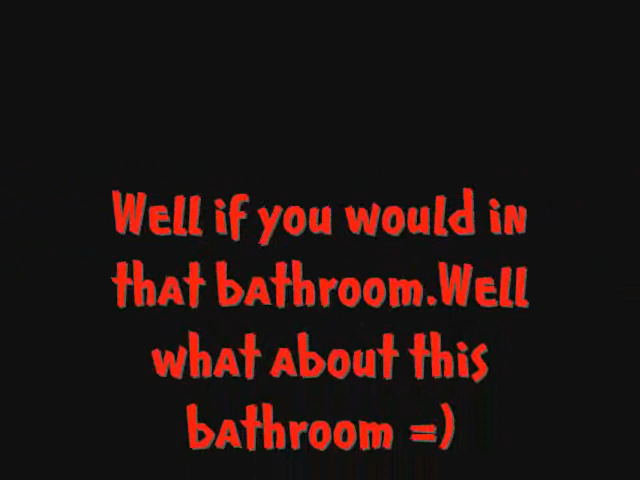 Well if you would in
that bathroom.Well
what about this
bathroom =)